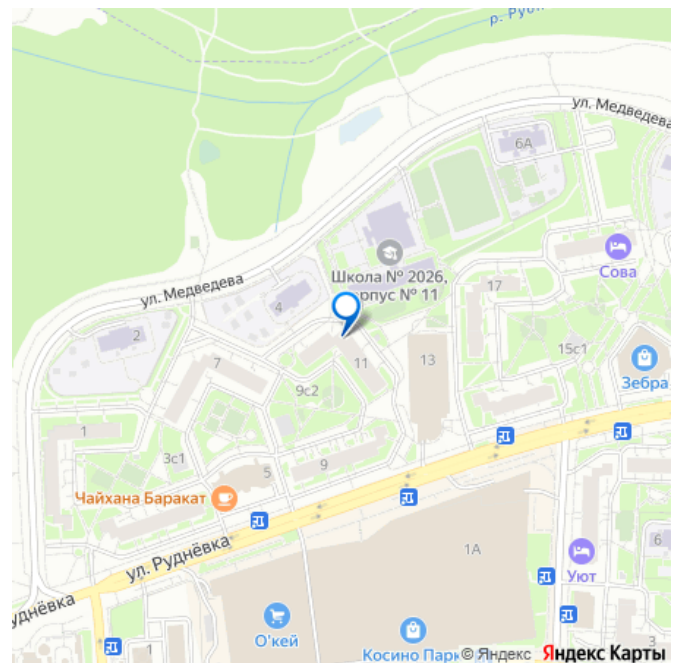 р. Рудн
ул. Медведева
6А
Сова
Школа № 2026,
корпус № 11
ул. Медведева
4
17
2
15с1
Зебра
7
11
13
9с2
1
3с1
5
9
Чайхана Баракат
1А
ул. Руднёвка
6
Уют
О'кей
Косино Парк
3
1
уднёвка
© Яндекс Яндекс Карты